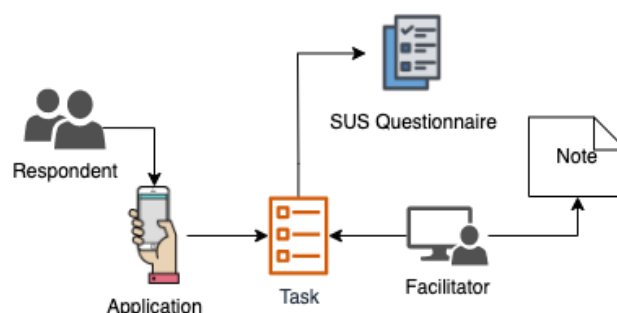 SUS Questionnaire
Note
Respondent
Application
Task
Facilitator